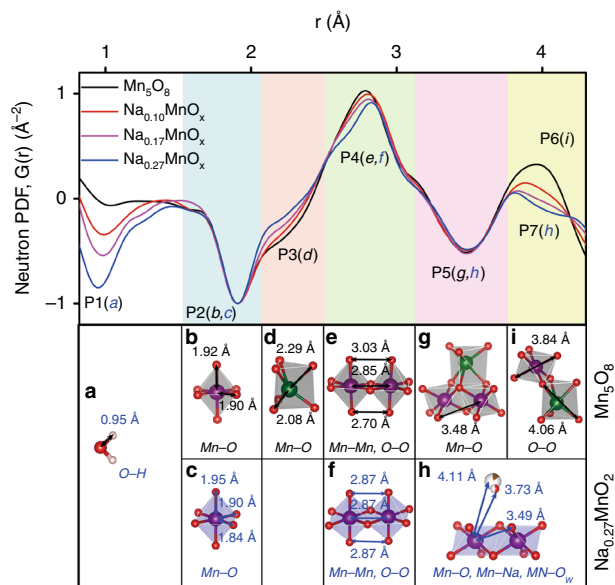 r (Å)
1 2 3 4
Neutron PDF, G(r) (Å⁻²)
1
0
−1
Mn₅O₈
Na₀.₁₀MnOₓ
Na₀.₁₇MnOₓ
Na₀.₂₇MnOₓ
P1(a)
P2(b,c)
P3(d)
P4(e,f)
P5(g,h)
P6(i)
P7(h)
a
0.95 Å
O–H
b
1.92 Å
1.90 Å
Mn–O
d
2.29 Å
2.08 Å
Mn–O
e
3.03 Å
2.85 Å
2.70 Å
Mn–Mn, O–O
g
3.48 Å
Mn–O
i
3.84 Å
4.06 Å
O–O
Mn₅O₈
c
1.95 Å
1.90 Å
1.84 Å
Mn–O
f
2.87 Å
2.87 Å
2.87 Å
Mn–Mn, O–O
h
4.11 Å
3.73 Å
3.49 Å
Mn–O, Mn–Na, MN–O_w
Na₀.₂₇MnO₂